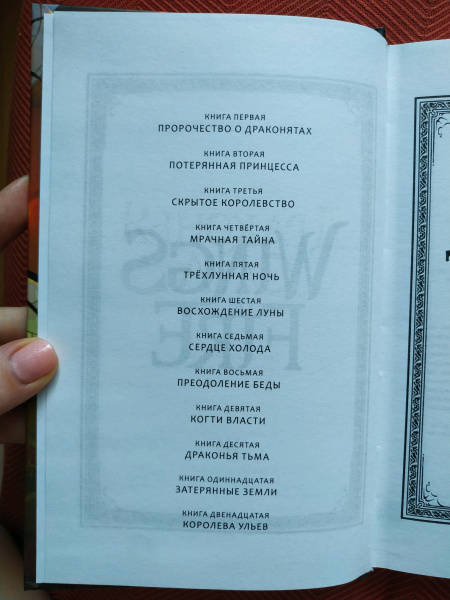 КНИГА ПЕРВАЯ
ПРОРОЧЕСТВО О ДРАКОНЯТАХ
КНИГА ВТОРАЯ
ПОТЕРЯННАЯ ПРИНЦЕССА
КНИГА ТРЕТЬЯ
СКРЫТОЕ КОРОЛЕВСТВО
КНИГА ЧЕТВЁРТАЯ
МРАЧНАЯ ТАЙНА
КНИГА ПЯТАЯ
ТРЁХЛУННАЯ НОЧЬ
КНИГА ШЕСТАЯ
ВОСХОЖДЕНИЕ ЛУНЫ
КНИГА СЕДЬМАЯ
СЕРДЦЕ ХОЛОДА
КНИГА ВОСЬМАЯ
ПРЕОДОЛЕНИЕ БЕДЫ
КНИГА ДЕВЯТАЯ
КОГТИ ВЛАСТИ
КНИГА ДЕСЯТАЯ
ДРАКОНЬЯ ТЬМА
КНИГА ОДИННАДЦАТАЯ
ЗАТЕРЯННЫЕ ЗЕМЛИ
КНИГА ДВЕНАДЦАТАЯ
КОРОЛЕВА УЛЬЕВ